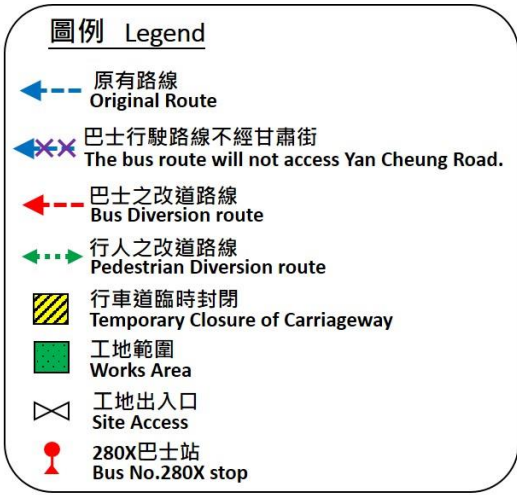 圖例 Legend
原有路線
Original Route
巴士行駛路線不經甘肅街
The bus route will not access Yan Cheung Road.
巴士之改道路線
Bus Diversion route
行人之改道路線
Pedestrian Diversion route
行車道臨時封閉
Temporary Closure of Carriageway
工地範圍
Works Area
工地出入口
Site Access
280X巴士站
Bus No.280X stop